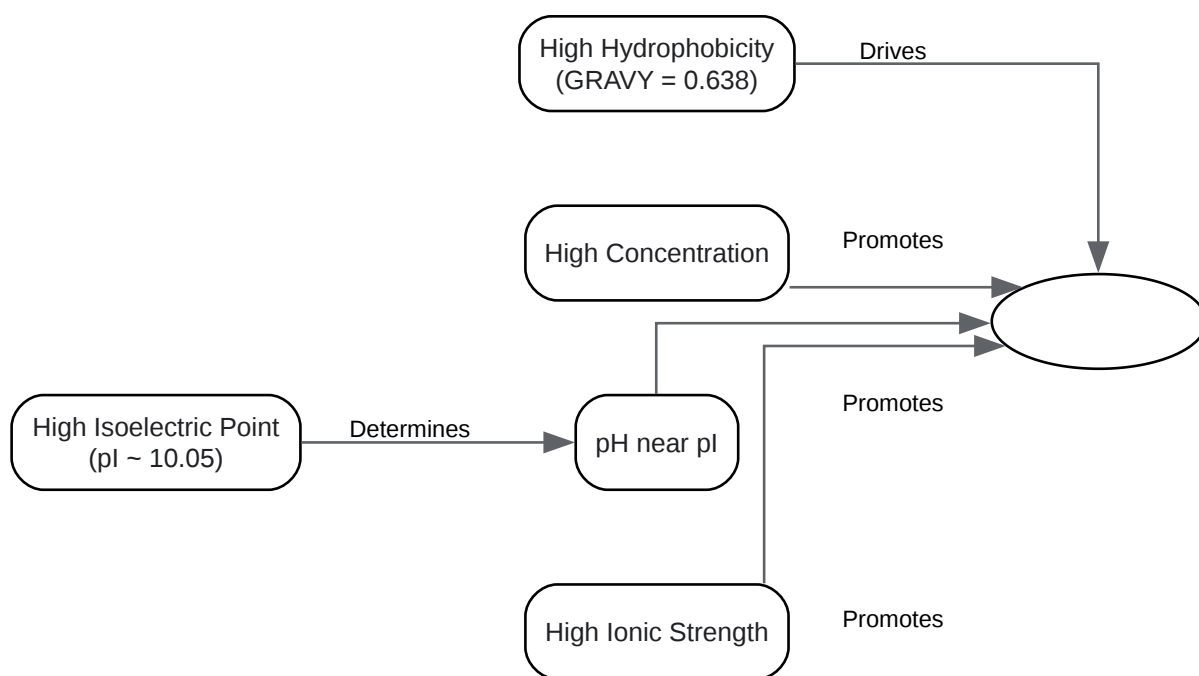 High Hydrophobicity
(GRAVY = 0.638)
Drives
High Concentration
Promotes
High Isoelectric Point
(pI ~ 10.05)
Determines
pH near pI
Promotes
High Ionic Strength
Promotes